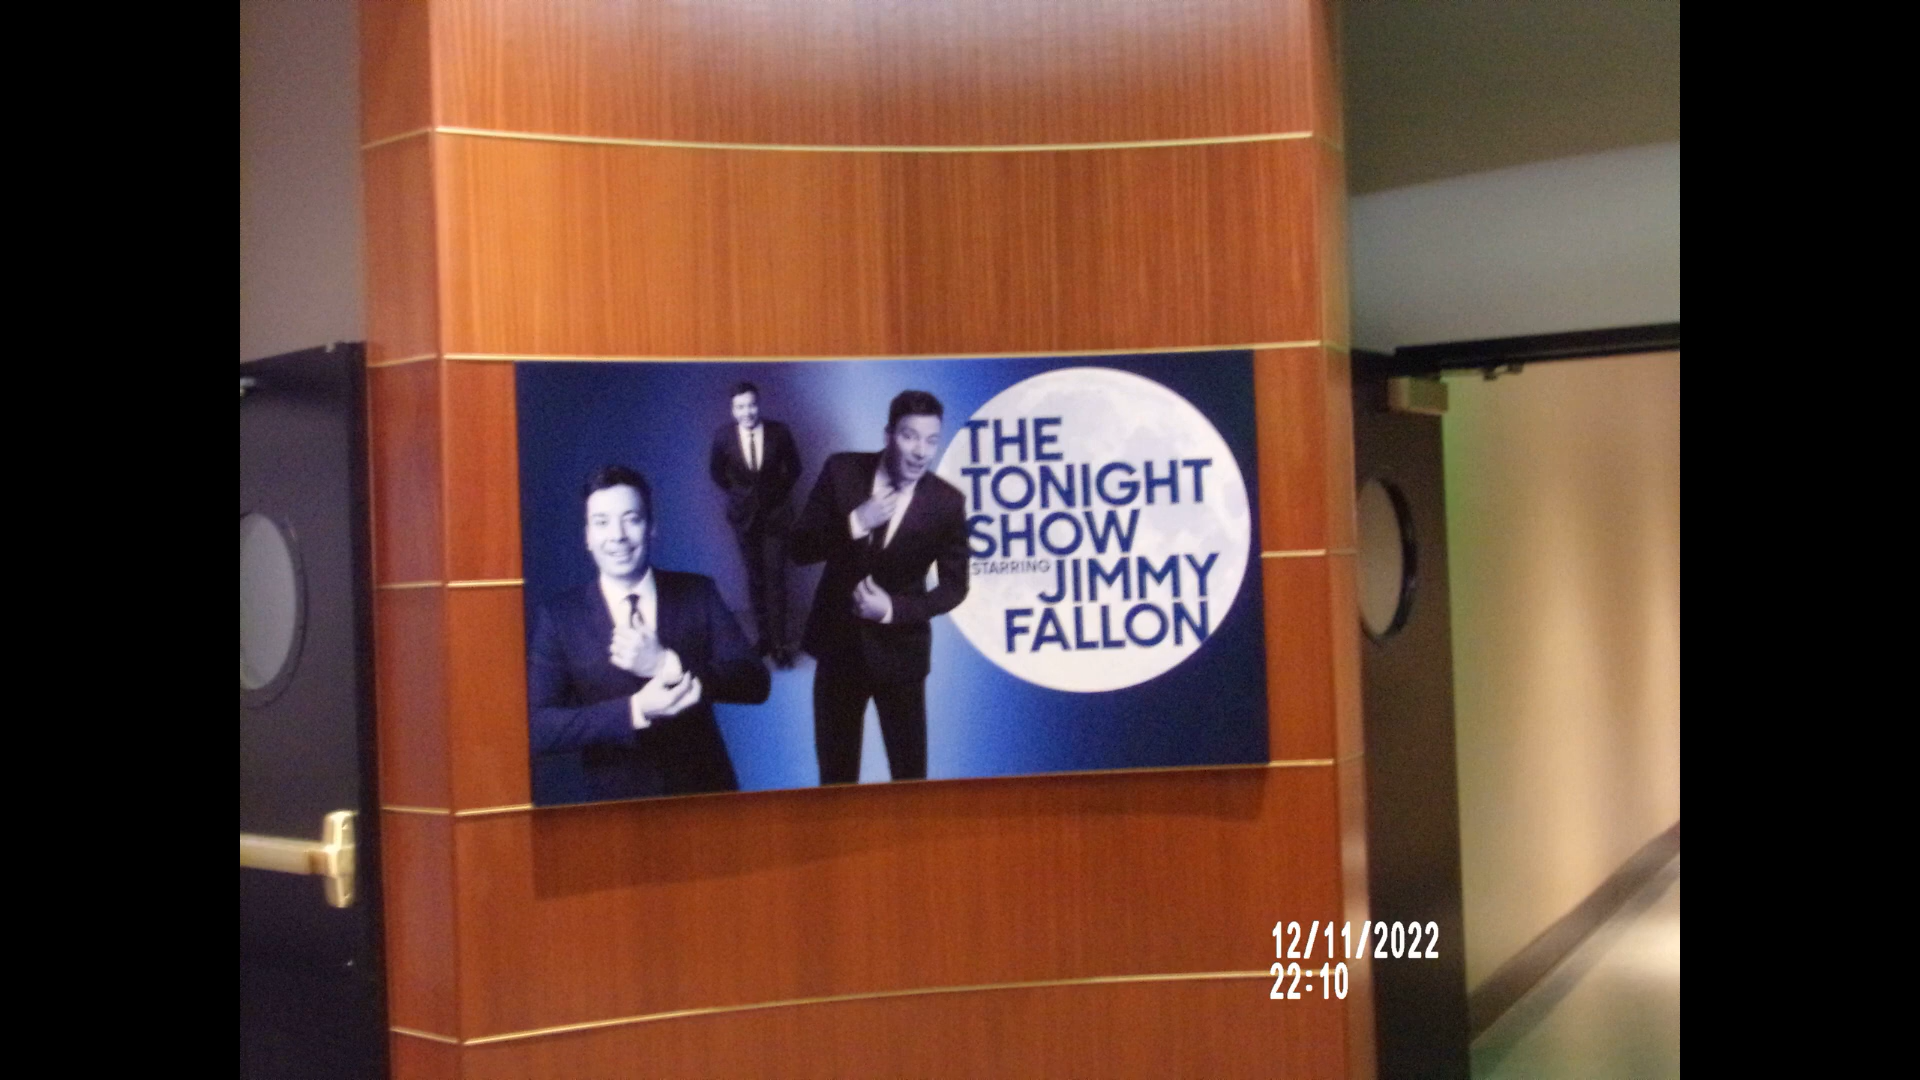 THE
TONIGHT
SHOW
STARRING JIMMY
FALLON
12/11/2022
22:10